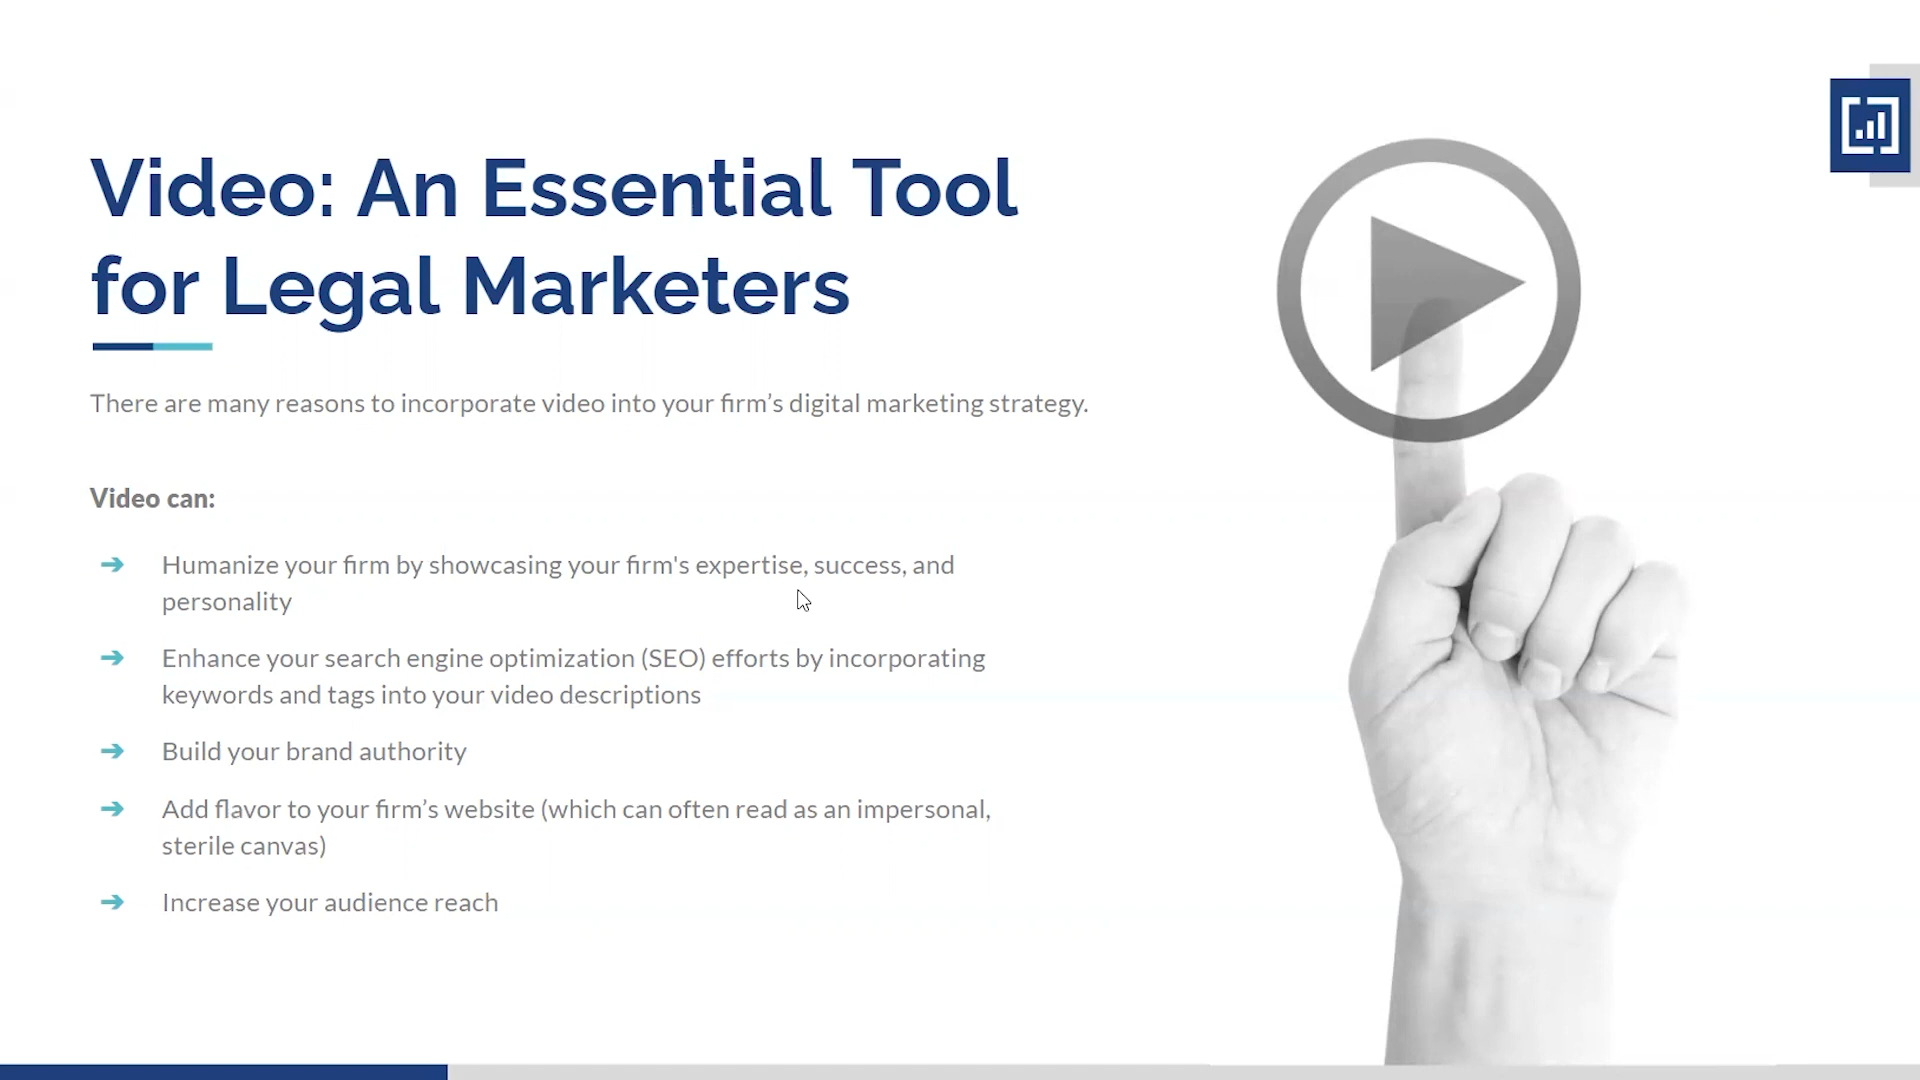 Video: An Essential Tool
for Legal Marketers
There are many reasons to incorporate video into your firm’s digital marketing strategy.
Video can:
➔ Humanize your firm by showcasing your firm's expertise, success, and
personality
➔ Enhance your search engine optimization (SEO) efforts by incorporating
keywords and tags into your video descriptions
➔ Build your brand authority
➔ Add flavor to your firm’s website (which can often read as an impersonal,
sterile canvas)
➔ Increase your audience reach